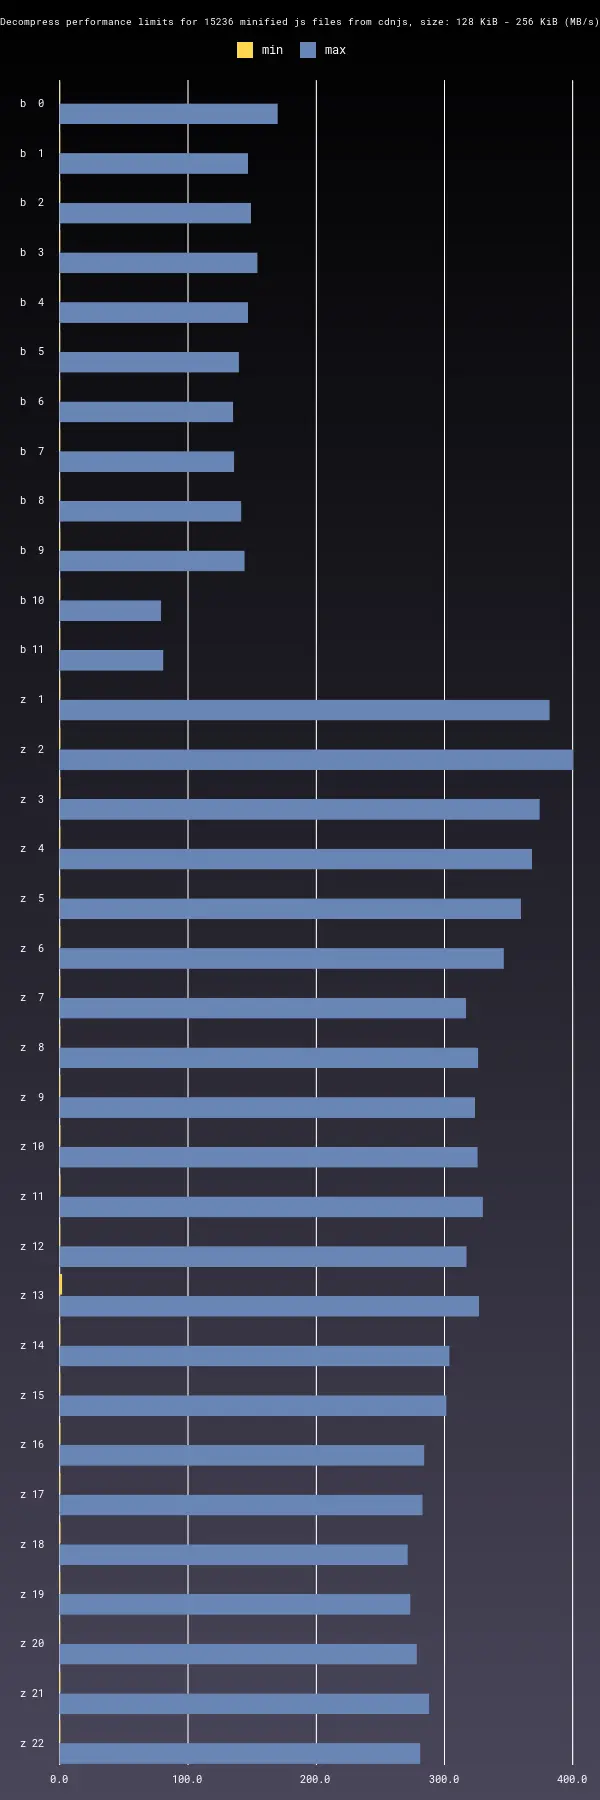 Decompress performance limits for 15236 minified js files from cdnjs, size: 128 KiB - 256 KiB (MB/s)
min max
b 0
b 1
b 2
b 3
b 4
b 5
b 6
b 7
b 8
b 9
b 10
b 11
z 1
z 2
z 3
z 4
z 5
z 6
z 7
z 8
z 9
z 10
z 11
z 12
z 13
z 14
z 15
z 16
z 17
z 18
z 19
z 20
z 21
z 22
0.0 100.0 200.0 300.0 400.0